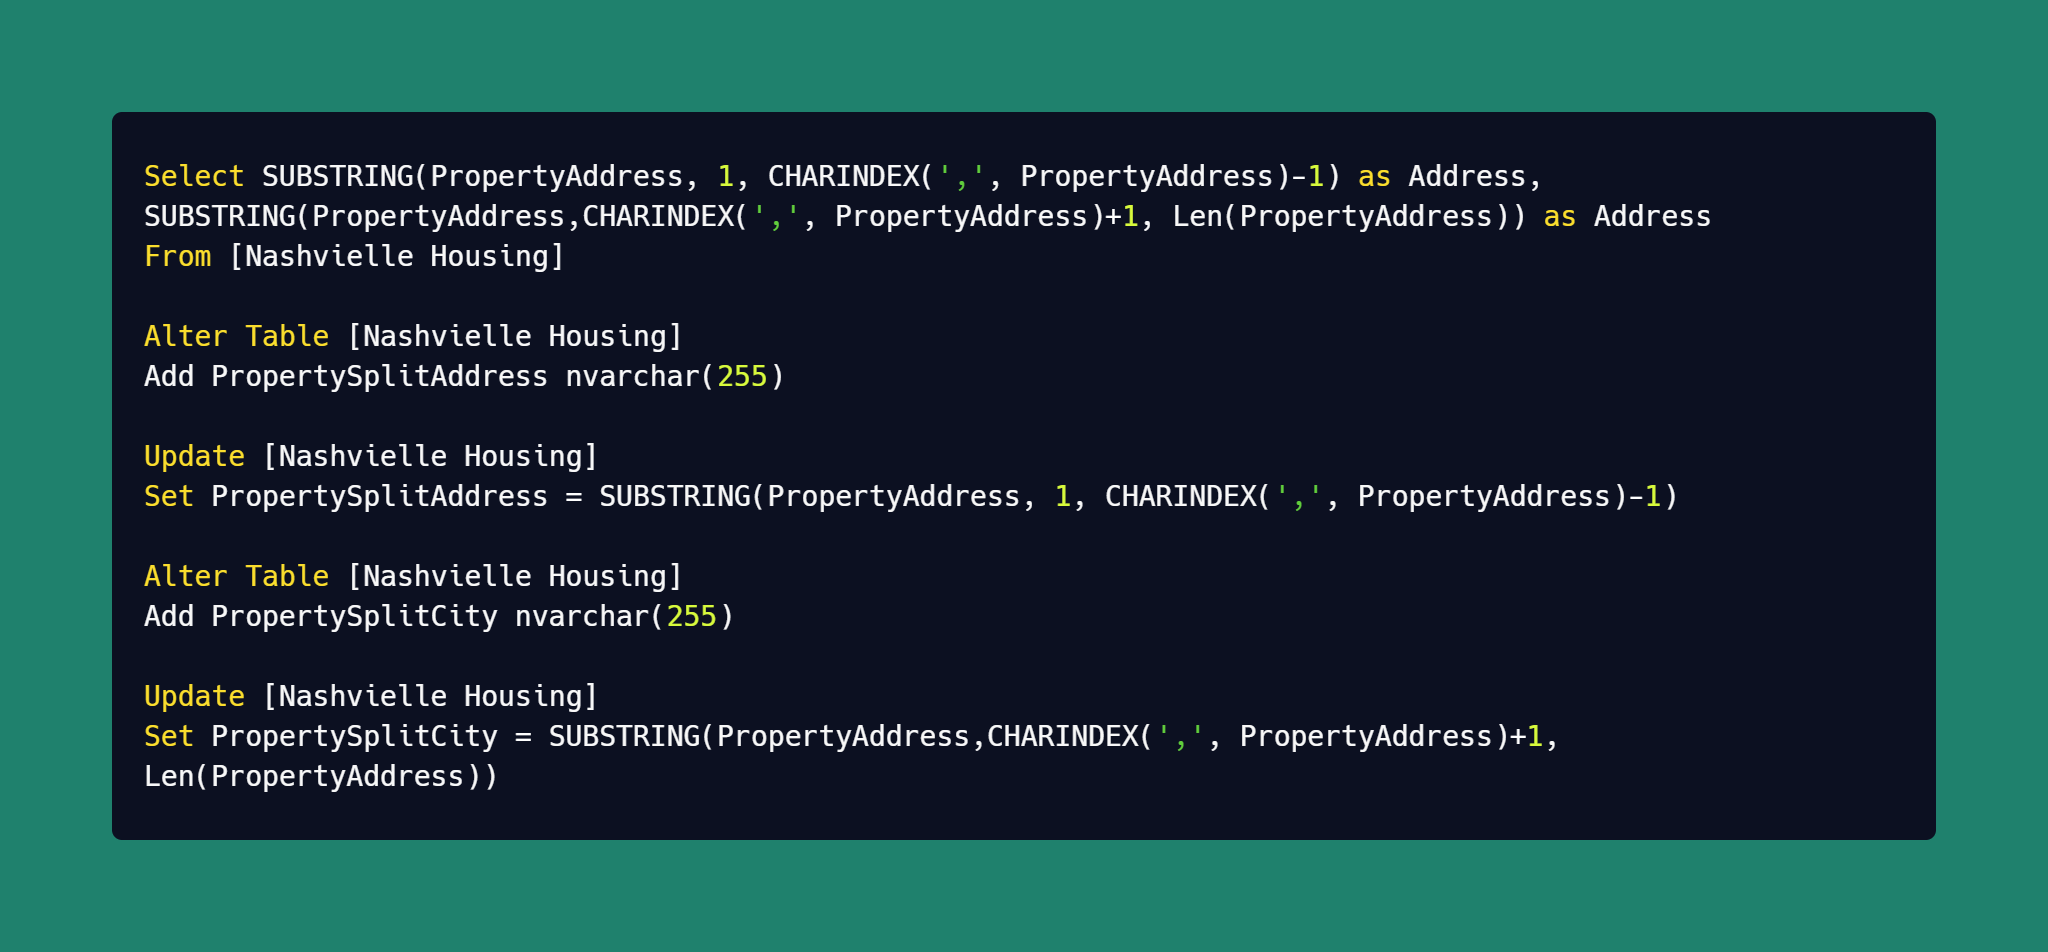 Select SUBSTRING(PropertyAddress, 1, CHARINDEX(',', PropertyAddress)-1) as Address,
SUBSTRING(PropertyAddress,CHARINDEX(',', PropertyAddress)+1, Len(PropertyAddress)) as Address
From [Nashvielle Housing]
Alter Table [Nashvielle Housing]
Add PropertySplitAddress nvarchar(255)
Update [Nashvielle Housing]
Set PropertySplitAddress = SUBSTRING(PropertyAddress, 1, CHARINDEX(',', PropertyAddress)-1)
Alter Table [Nashvielle Housing]
Add PropertySplitCity nvarchar(255)
Update [Nashvielle Housing]
Set PropertySplitCity = SUBSTRING(PropertyAddress,CHARINDEX(',', PropertyAddress)+1,
Len(PropertyAddress))